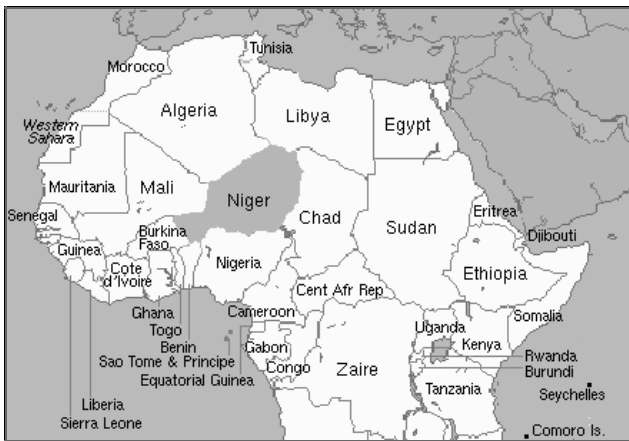 Tunisia
Morocco
Algeria
Libya
Egypt
Western
Sahara
Mauritania
Mali
Niger
Chad
Sudan
Eritrea
Senegal
Djibouti
Burkina
Faso
Guinea
Cote
d'Ivoire
Nigeria
Ethiopia
Cent Afr Rep
Cameroon
Ghana
Togo
Benin
Sao Tome & Principe
Equatorial Guinea
Somalia
Uganda
Kenya
Gabon
Congo
Zaire
Rwanda
Burundi
Tanzania
Seychelles
Liberia
Sierra Leone
Comoro Is.